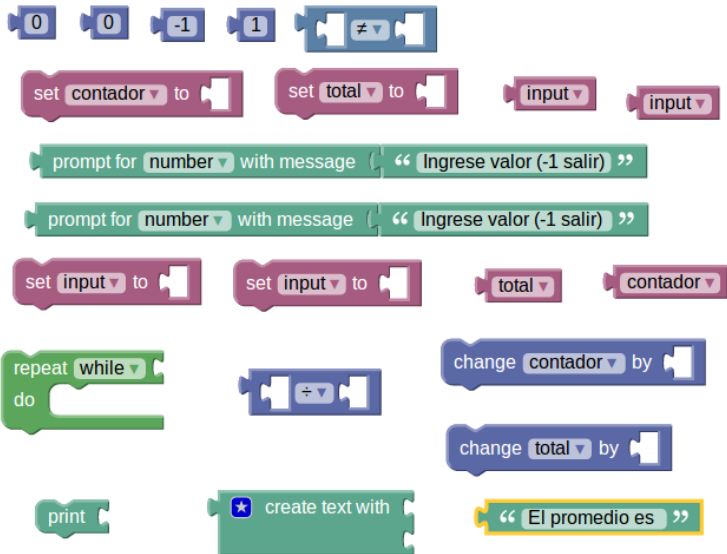 0 0 -1 1 ≠
set contador to set total to input input
prompt for number with message “ Ingrese valor (-1 salir) ”
prompt for number with message “ Ingrese valor (-1 salir) ”
set input to set input to total contador
repeat while
do
÷
change contador by
change total by
print create text with “ El promedio es ”